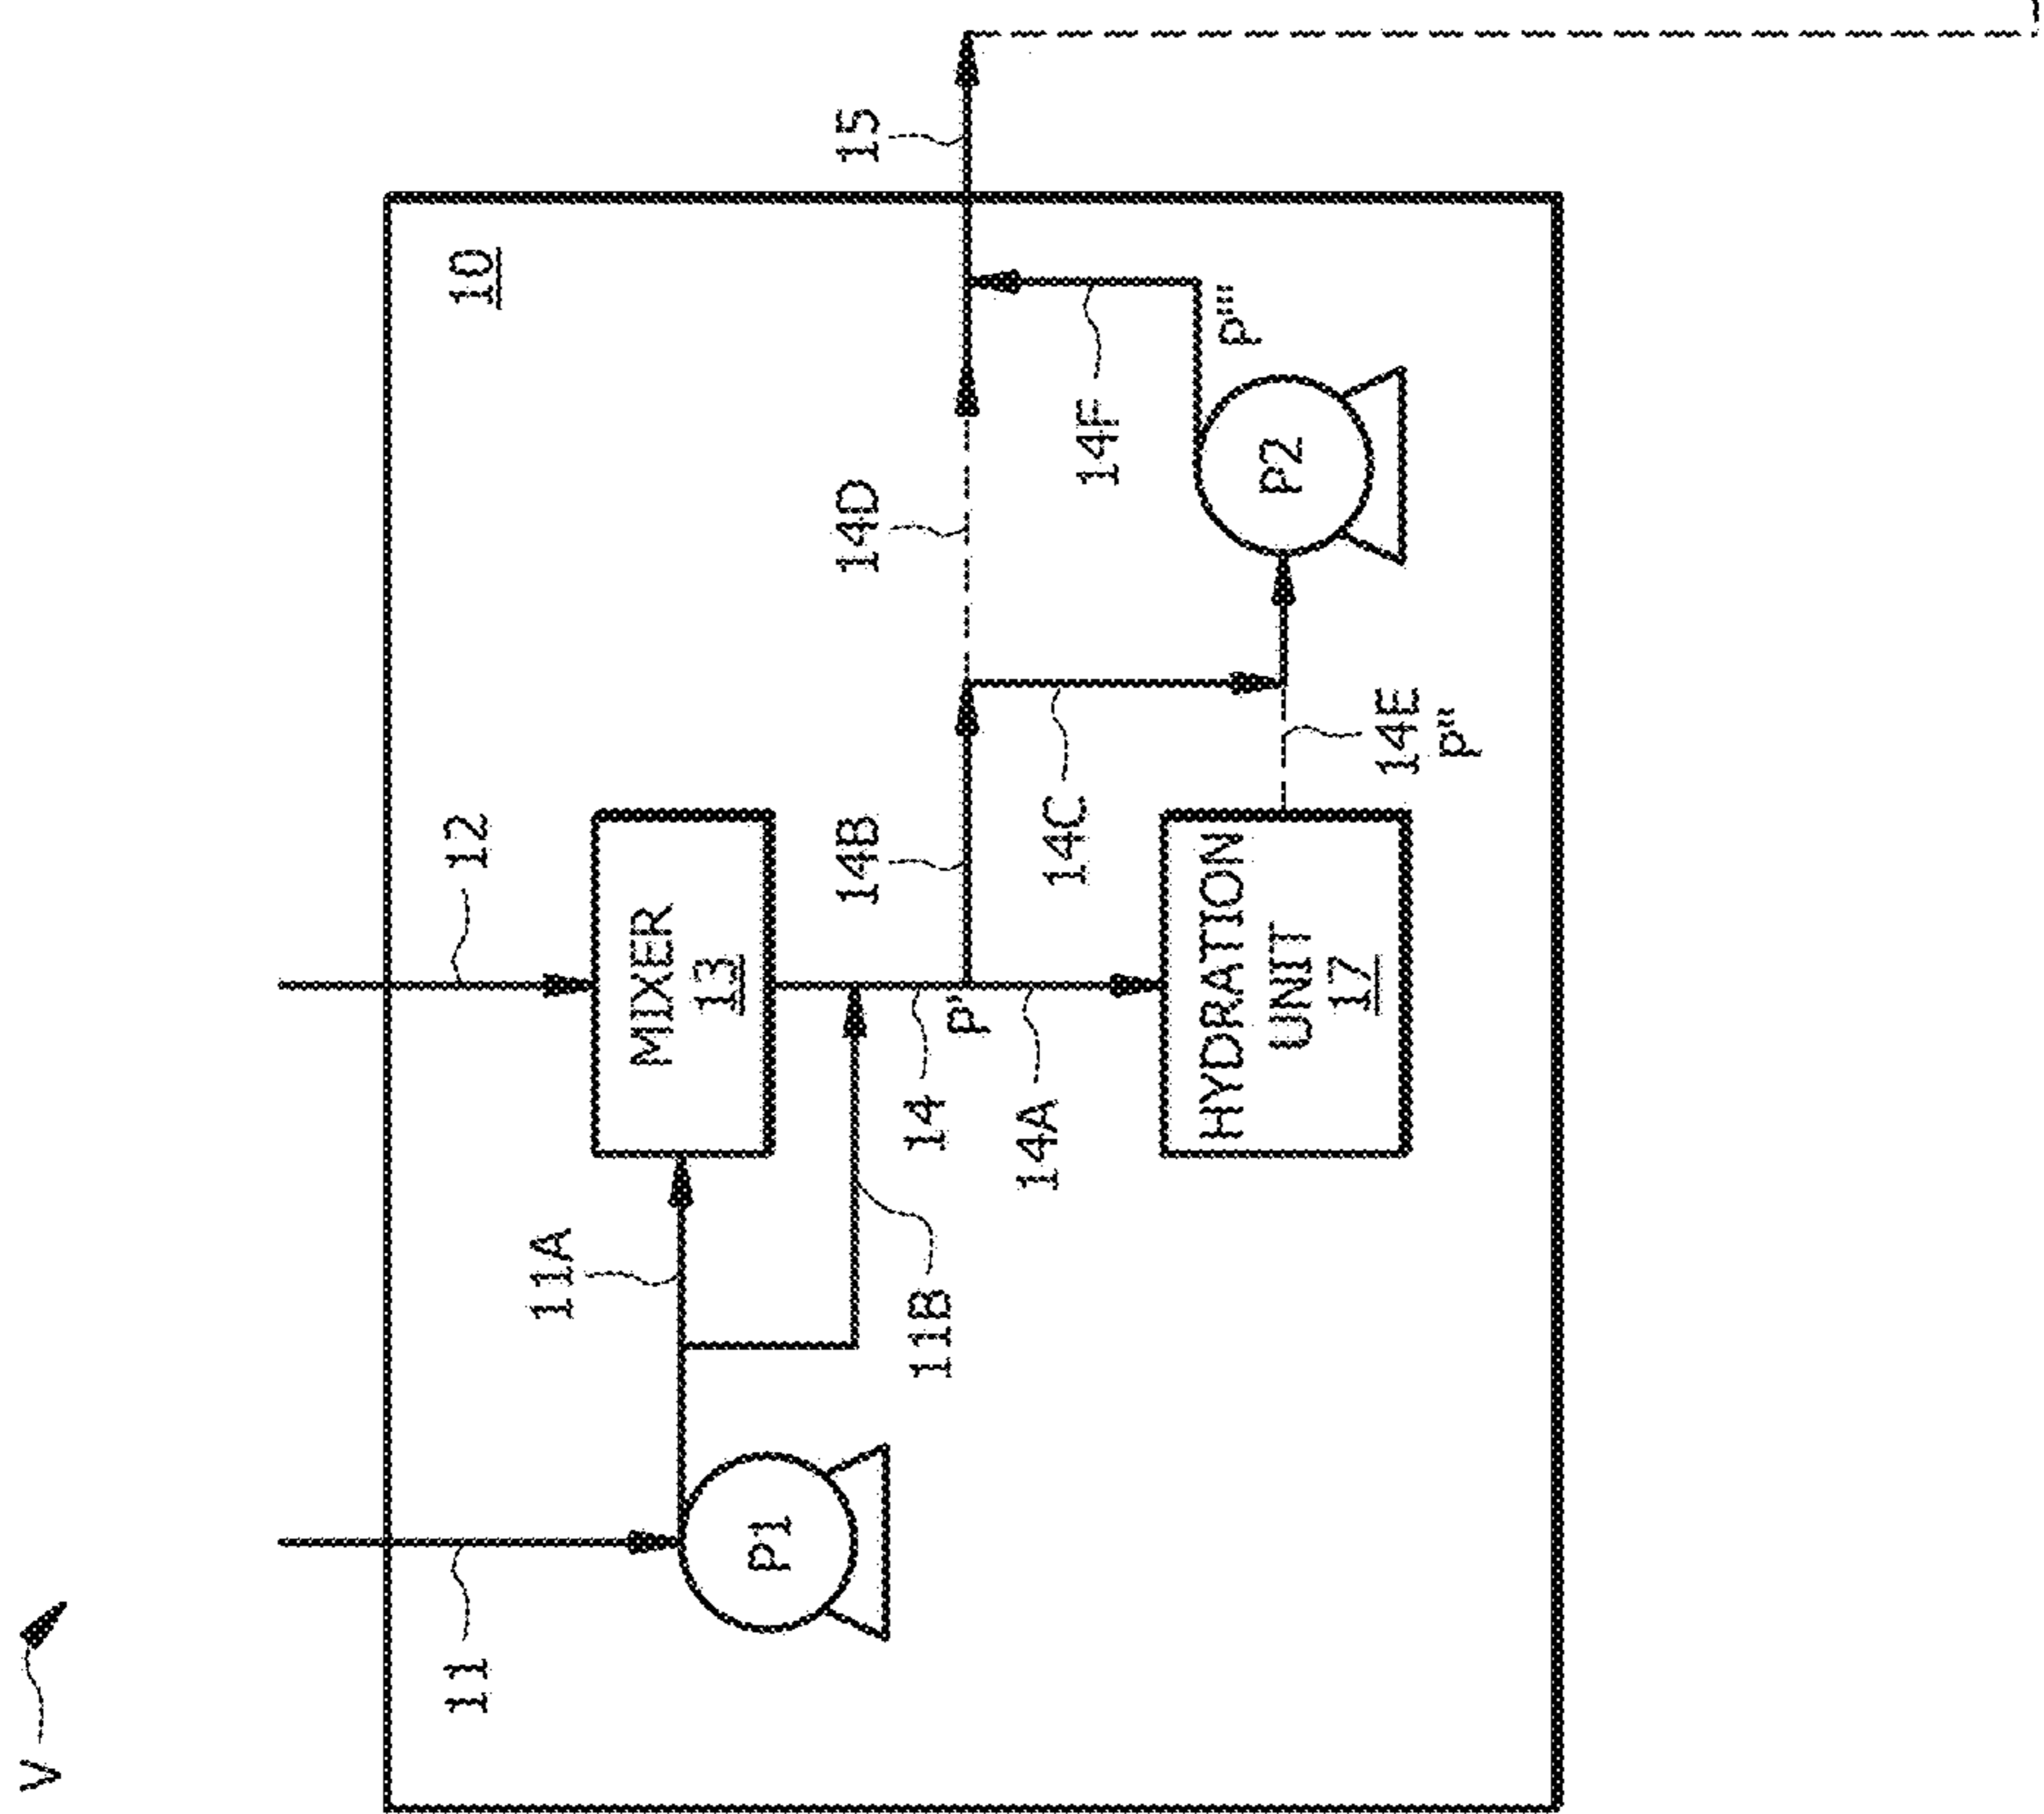 V
11
12
10
11A
MIXER
13
P1
14B
14D
15
11B
14
P'
14A
14C
14F
HYDRATION
UNIT
17
P'''
P2
14E
P"